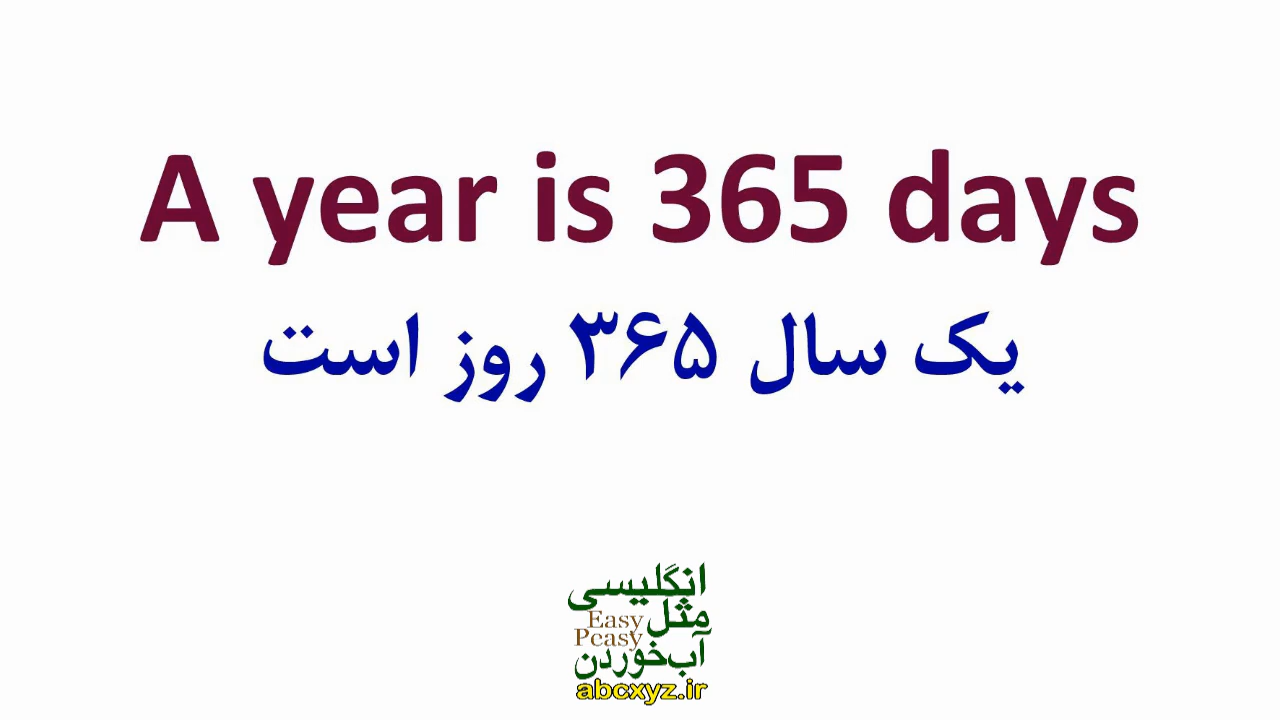 A year is 365 days
یک سال ۳۶۵ روز است
انگلیسی
مثل
Easy
Peasy
آب‌خوردن
abcxyz.ir